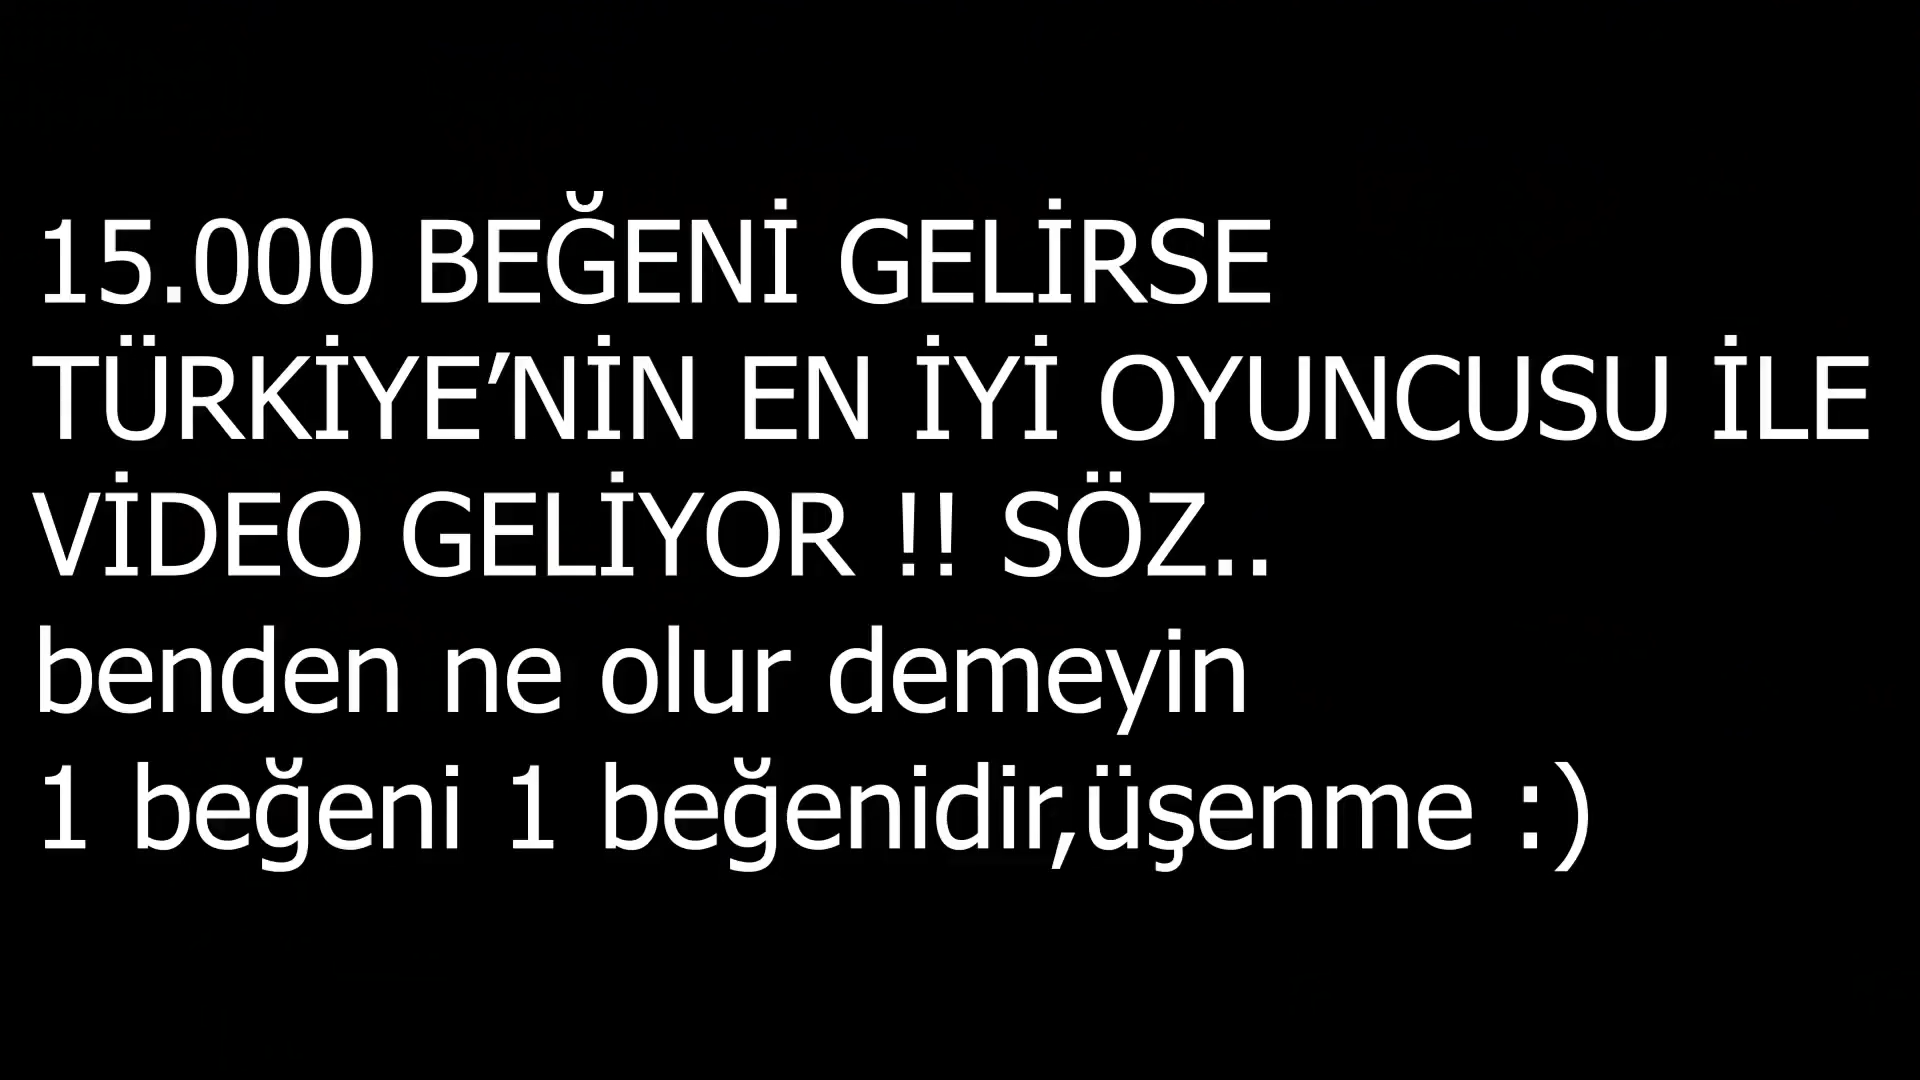 15.000 BEĞENİ GELİRSE
TÜRKİYE’NİN EN İYİ OYUNCUSU İLE
VİDEO GELİYOR !! SÖZ..
benden ne olur demeyin
1 beğeni 1 beğenidir,üşenme :)